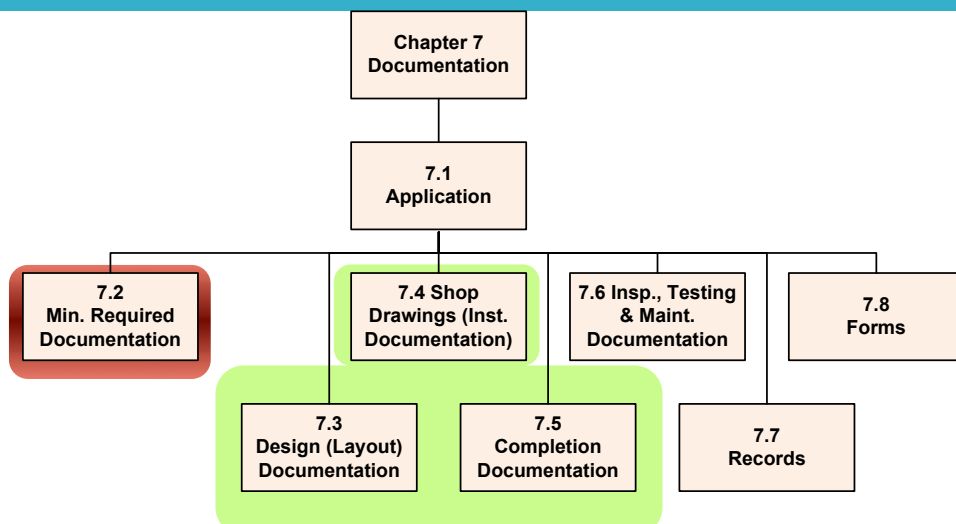 Chapter 7
Documentation
7.1
Application
7.2
Min. Required
Documentation
7.4 Shop
Drawings (Inst.
Documentation)
7.6 Insp., Testing
& Maint.
Documentation
7.8
Forms
7.3
Design (Layout)
Documentation
7.5
Completion
Documentation
7.7
Records